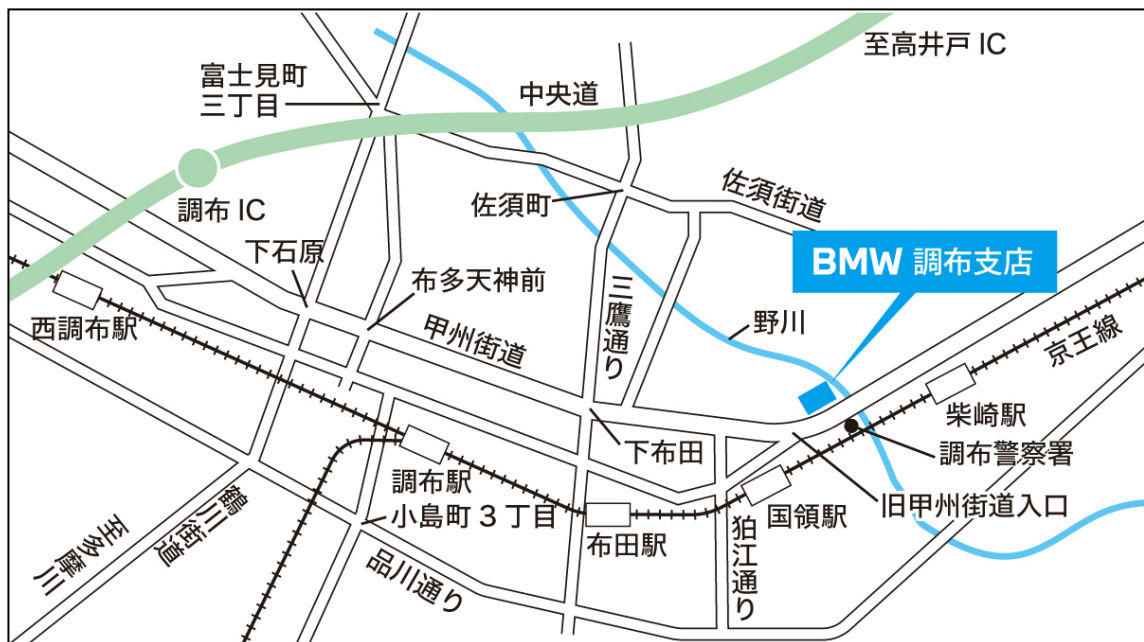 至高井戸 IC
富士見町
三丁目
中央道
調布 IC
佐須町
佐須街道
下石原
布多天神前
BMW 調布支店
西調布駅
甲州街道
三鷹通り
野川
京王線
柴崎駅
調布警察署
下布田
旧甲州街道入口
調布駅
国領駅
小島町 3 丁目
布田駅
狛江通り
鶴川街道
至多摩川
品川通り